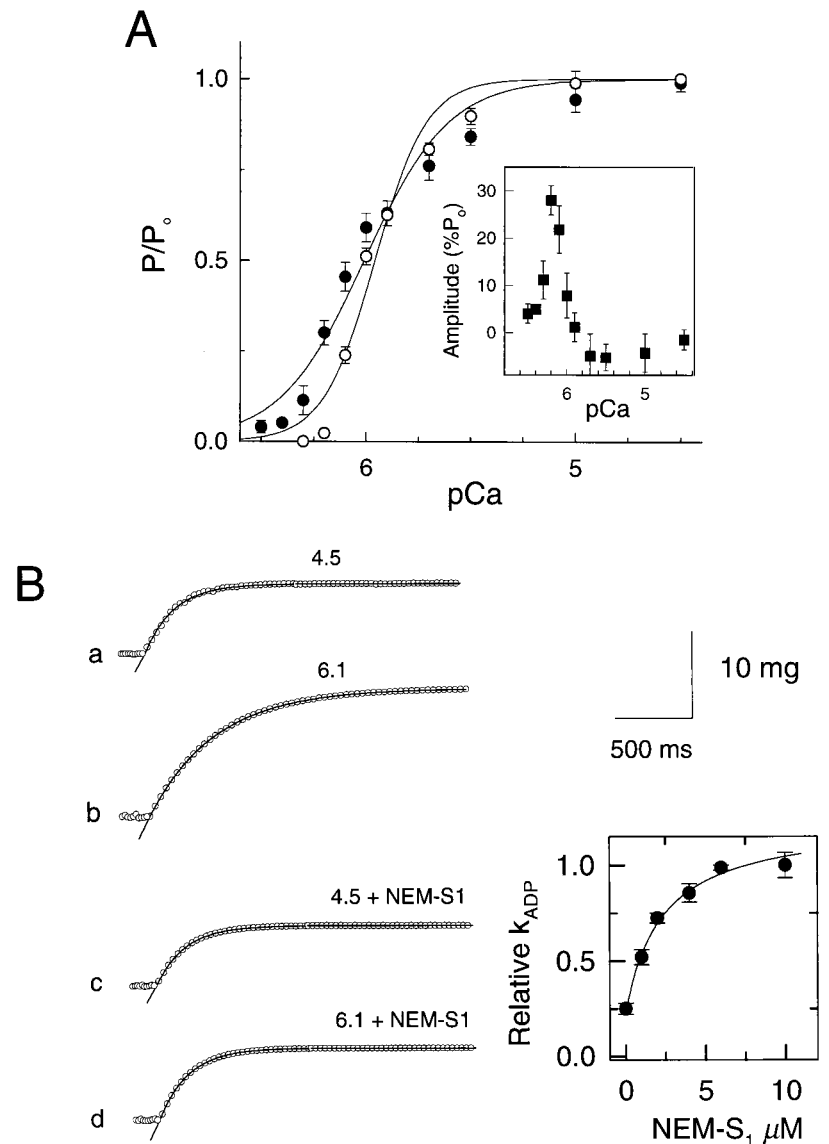 A
1.0
0.5
0.0
P/Pₒ
6
5
pCa
30
20
10
0
Amplitude (%Pₒ)
6
5
pCa
B
4.5
a
6.1
b
10 mg
500 ms
4.5 + NEM-S1
c
6.1 + NEM-S1
d
1.0
0.5
0.0
Relative k_ADP
0
5
10
NEM-S₁ μM